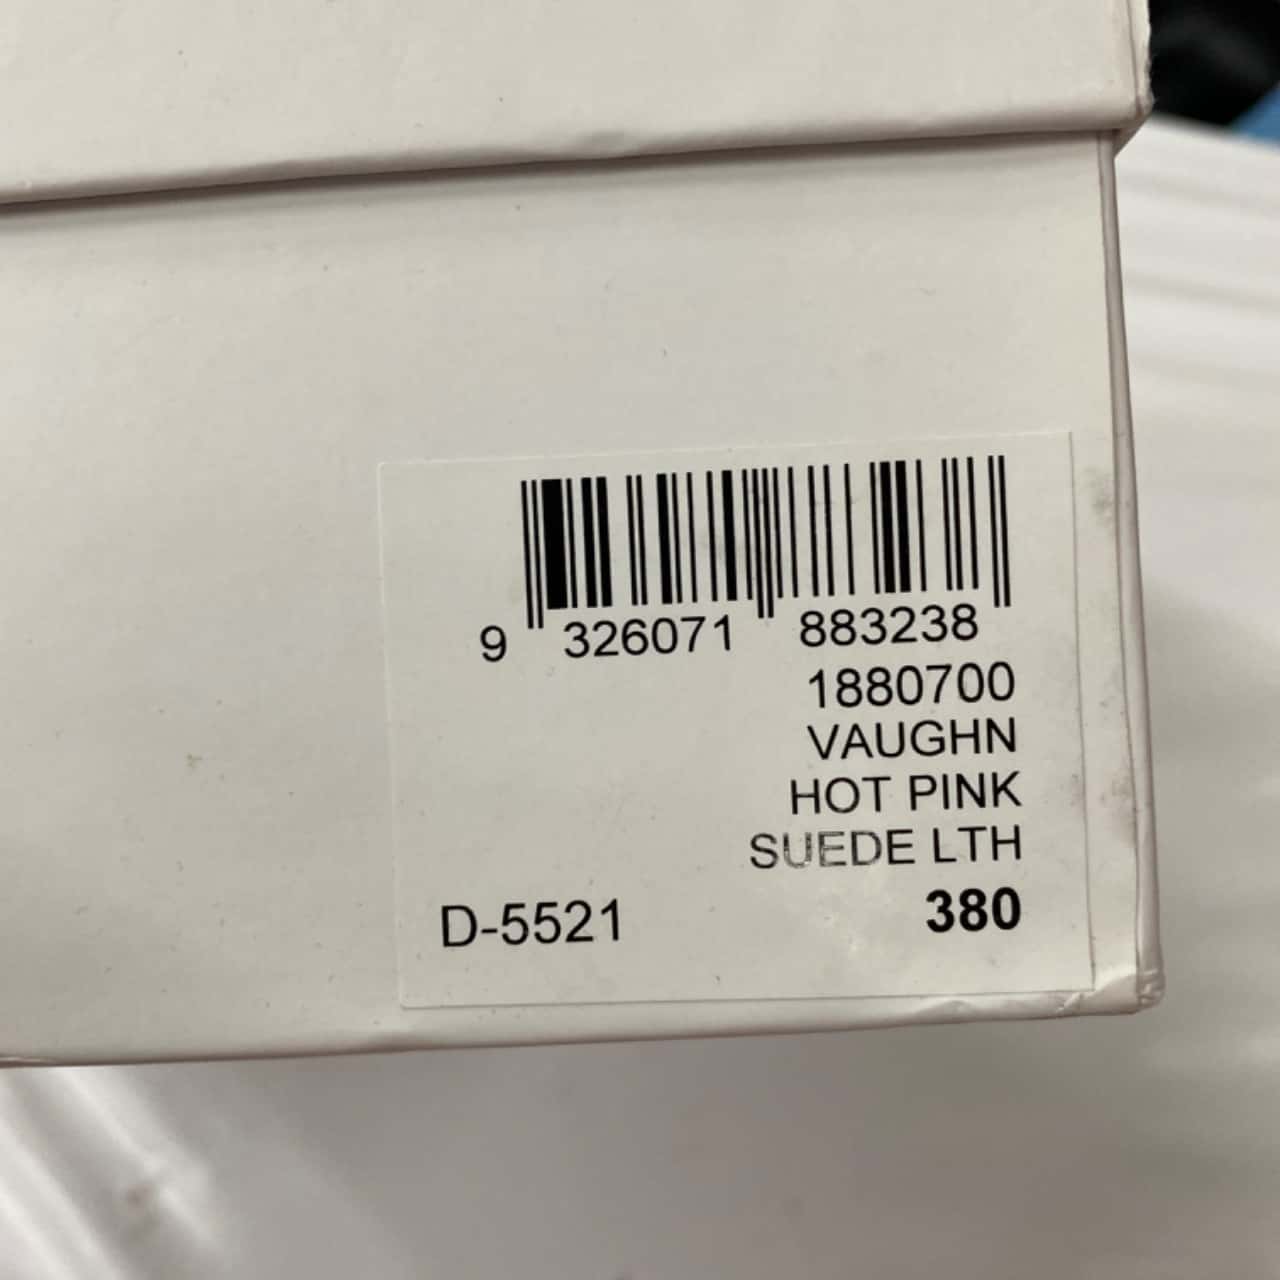 9 326071 883238
1880700
VAUGHN
HOT PINK
SUEDE LTH
D-5521 380